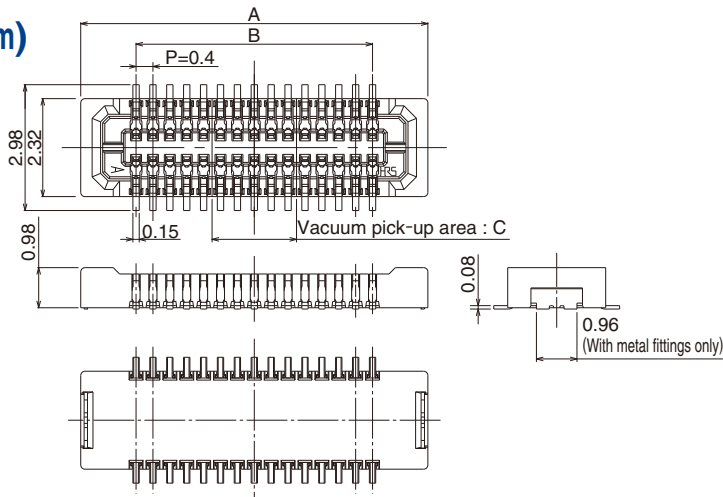 m)
A
B
P=0.4
2.98
2.32
A
HRS
0.15
Vacuum pick-up area : C
0.98
0.08
0.96
(With metal fittings only)